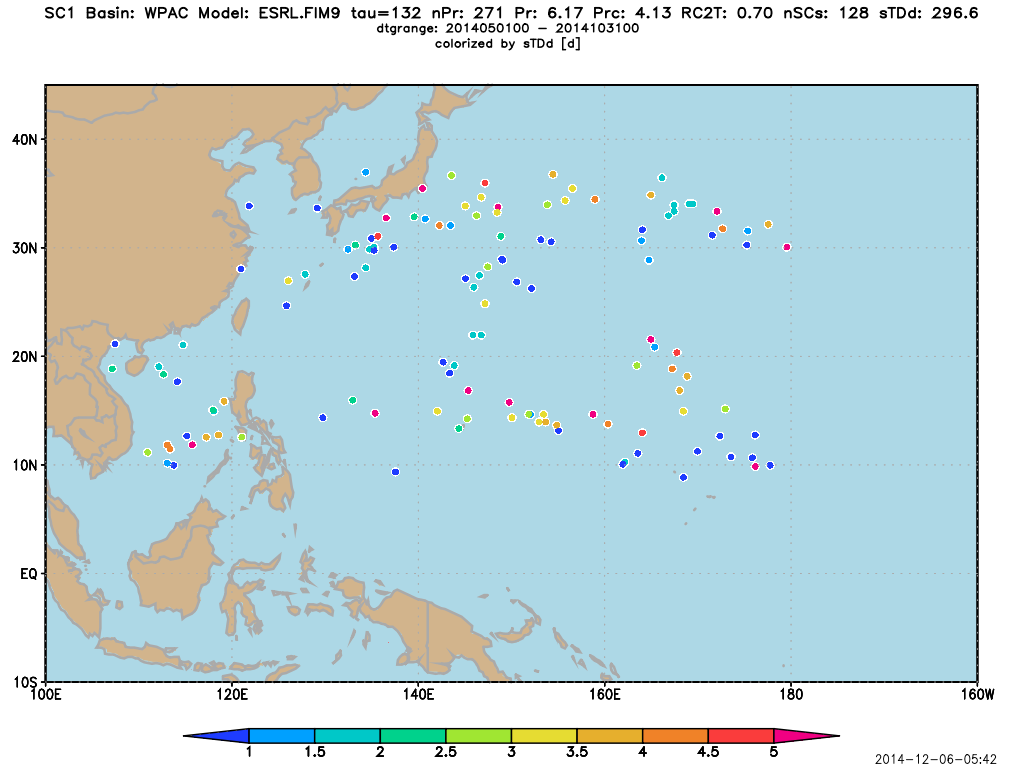 SC1 Basin: WPAC Model: ESRL.FIM9 tau=132 nPr: 271 Pr: 6.17 Prc: 4.13 RC2T: 0.70 nSCs: 128 sTDd: 296.6
dtgrange: 2014050100 - 2014103100
colorized by sTDd [d]
40N
30N
20N
10N
EQ
10S
100E 120E 140E 160E 180 160W
1 1.5 2 2.5 3 3.5 4 4.5 5
2014-12-06-05:42